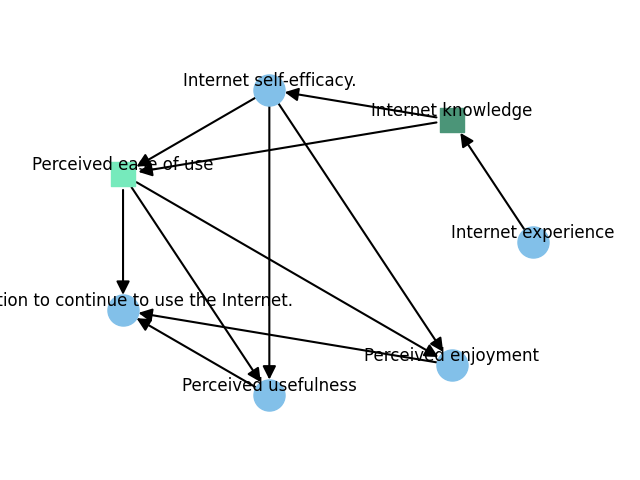 Internet self-efficacy.
Internet knowledge
Perceived ease of use
Internet experience
tion to continue to use the Internet.
Perceived enjoyment
Perceived usefulness